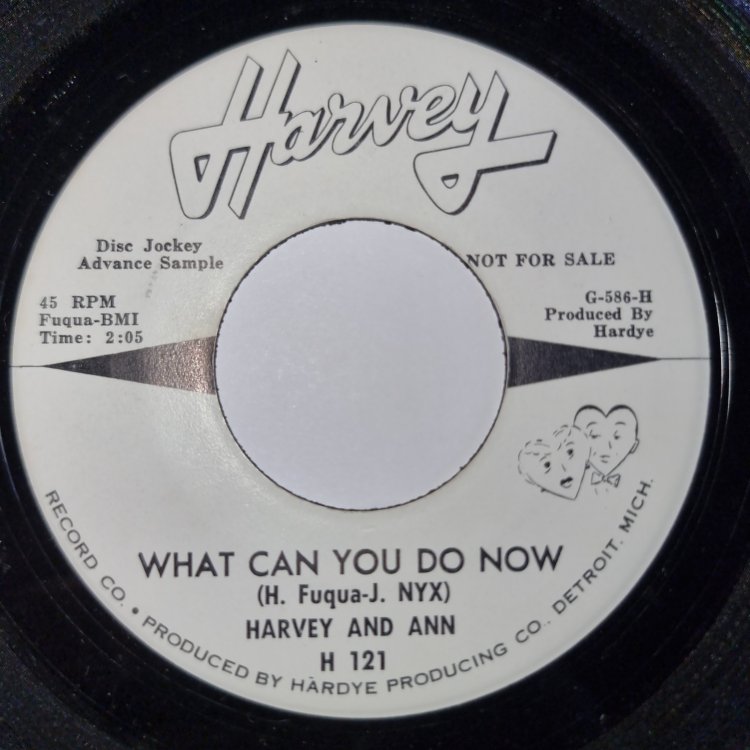 Harvey
Disc Jockey
Advance Sample
NOT FOR SALE
45 RPM
Fuqua-BMI
Time: 2:05
G-586-H
Produced By
Hardye
WHAT CAN YOU DO NOW
(H. Fuqua-J. NYX)
HARVEY AND ANN
H 121
RECORD CO. • PRODUCED BY HARDYE PRODUCING CO., DETROIT, MICH.